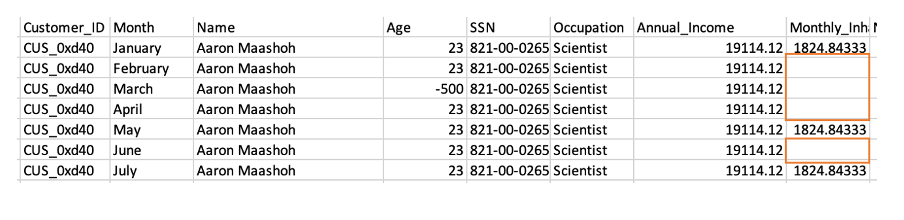 Customer_ID Month Name Age SSN Occupation Annual_Income Monthly_Inh
CUS_0xd40 January Aaron Maashoh 23 821-00-0265 Scientist 19114.12 1824.84333
CUS_0xd40 February Aaron Maashoh 23 821-00-0265 Scientist 19114.12
CUS_0xd40 March Aaron Maashoh -500 821-00-0265 Scientist 19114.12
CUS_0xd40 April Aaron Maashoh 23 821-00-0265 Scientist 19114.12
CUS_0xd40 May Aaron Maashoh 23 821-00-0265 Scientist 19114.12 1824.84333
CUS_0xd40 June Aaron Maashoh 23 821-00-0265 Scientist 19114.12
CUS_0xd40 July Aaron Maashoh 23 821-00-0265 Scientist 19114.12 1824.84333